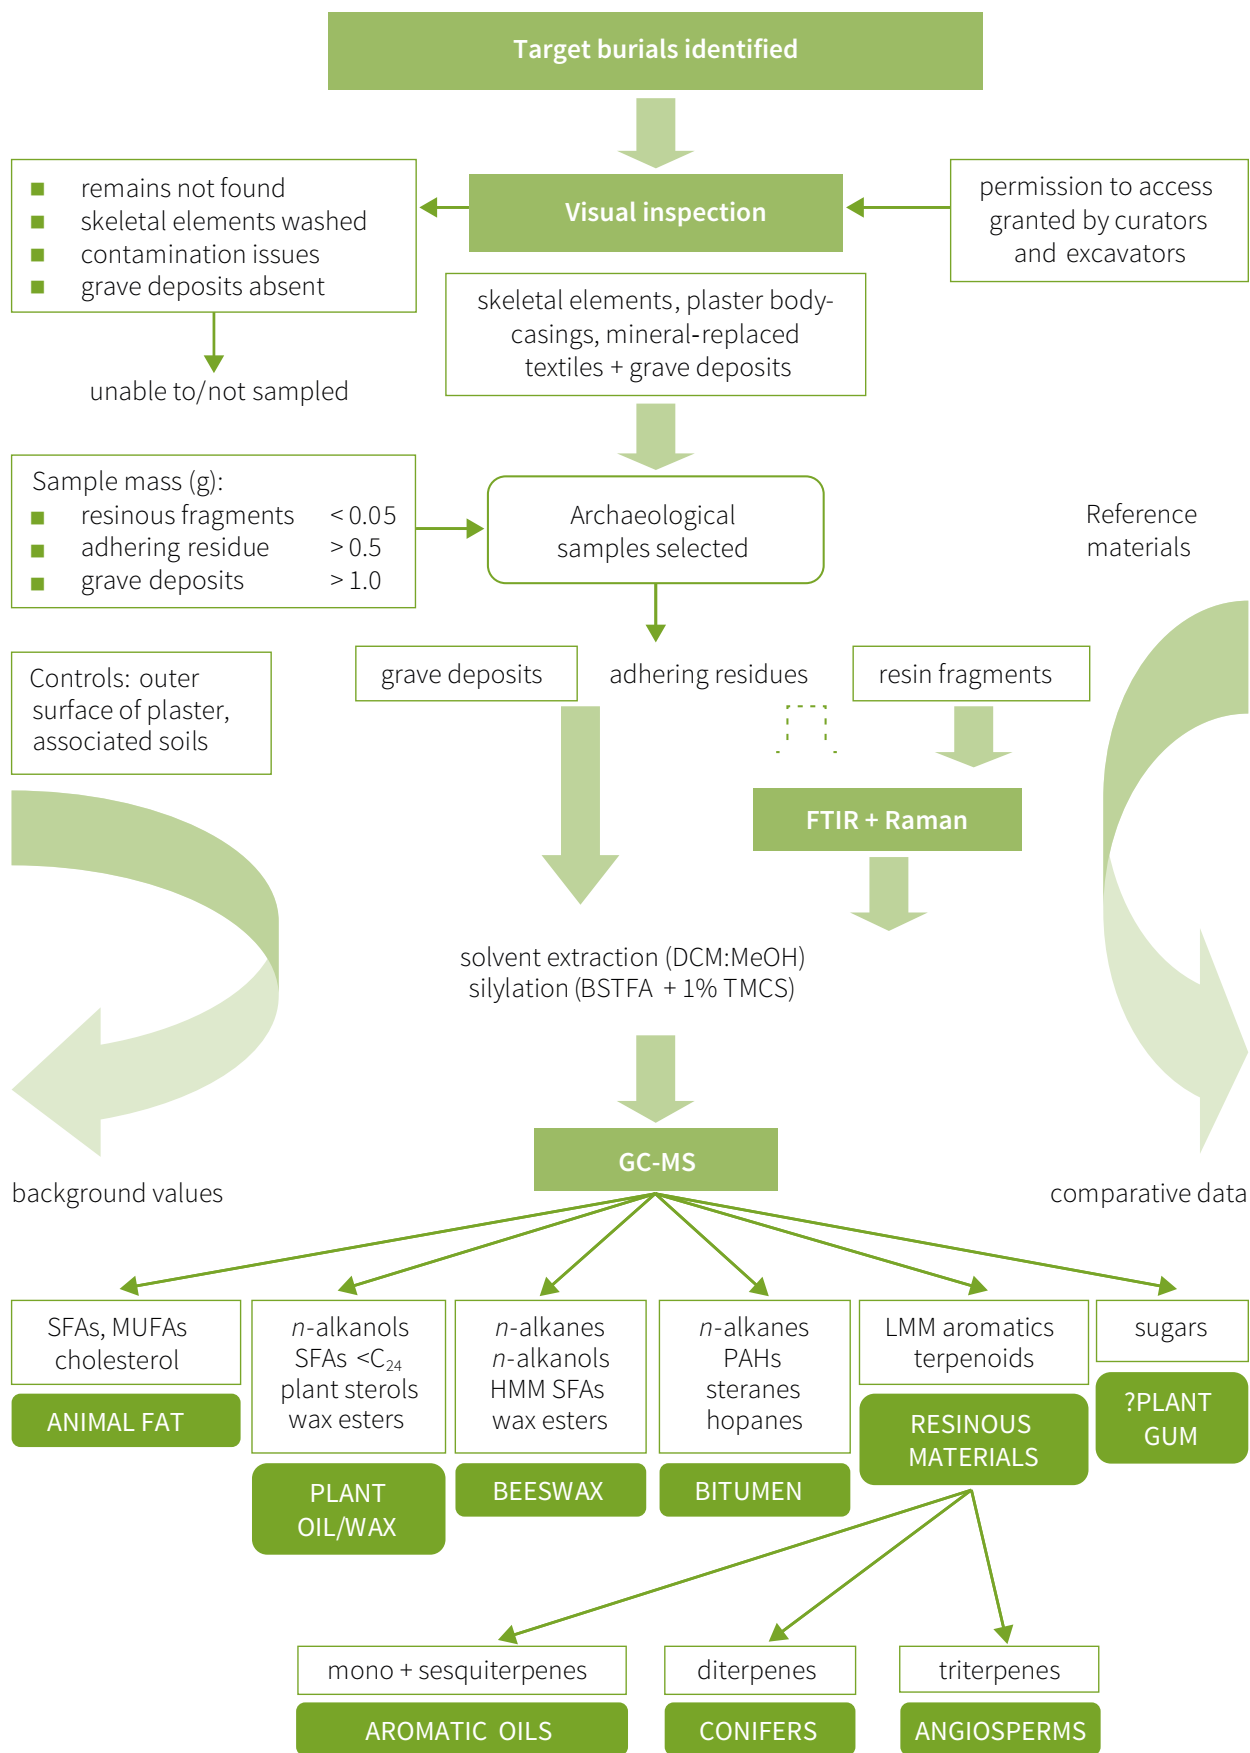 Target burials identified
remains not found
skeletal elements washed
contamination issues
grave deposits absent
Visual inspection
permission to access
granted by curators
and excavators
skeletal elements, plaster body-
casings, mineral-replaced
textiles + grave deposits
unable to/not sampled
Sample mass (g):
resinous fragments < 0.05
adhering residue > 0.5
grave deposits > 1.0
Archaeological
samples selected
Reference
materials
Controls: outer
surface of plaster,
associated soils
grave deposits
adhering residues
resin fragments
FTIR + Raman
solvent extraction (DCM:MeOH)
silylation (BSTFA + 1% TMCS)
GC-MS
background values
comparative data
SFAs, MUFAs
cholesterol
ANIMAL FAT
n-alkanols
SFAs <C24
plant sterols
wax esters
PLANT
OIL/WAX
n-alkanes
n-alkanols
HMM SFAs
wax esters
BEESWAX
n-alkanes
PAHs
steranes
hopanes
BITUMEN
LMM aromatics
terpenoids
RESINOUS
MATERIALS
sugars
?PLANT
GUM
mono + sesquiterpenes
AROMATIC OILS
diterpenes
CONIFERS
triterpenes
ANGIOSPERMS